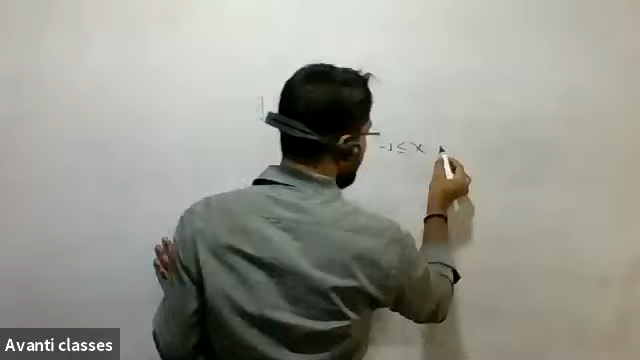 -1 ≤ x
Avanti classes